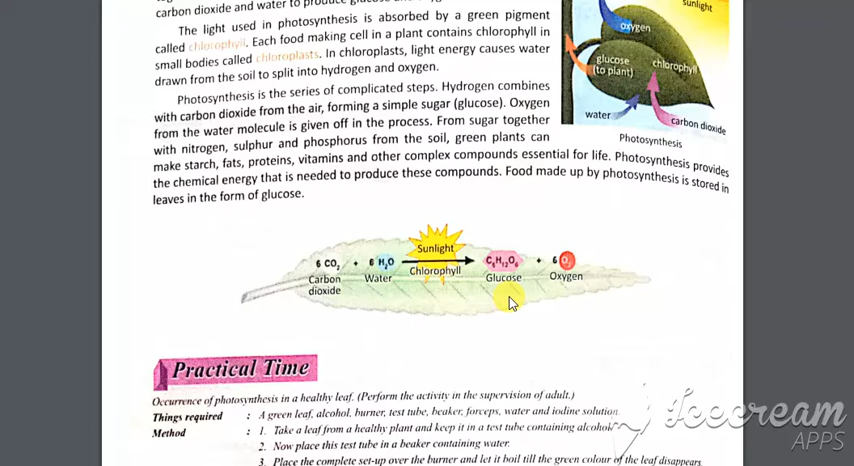 carbon dioxide and water to produce
The light used in photosynthesis is absorbed by a green pigment
called chlorophyll. Each food making cell in a plant contains chlorophyll in
small bodies called chloroplasts. In chloroplasts, light energy causes water
drawn from the soil to split into hydrogen and oxygen.
Photosynthesis is the series of complicated steps. Hydrogen combines
with carbon dioxide from the air, forming a simple sugar (glucose). Oxygen
from the water molecule is given off in the process. From sugar together
with nitrogen, sulphur and phosphorus from the soil, green plants can
make starch, fats, proteins, vitamins and other complex compounds essential for life. Photosynthesis provides
the chemical energy that is needed to produce these compounds. Food made up by photosynthesis is stored in
leaves in the form of glucose.
sunlight
oxygen
glucose
(to plant)
chlorophyll
water
carbon dioxide
Photosynthesis
Sunlight
6 CO₂ + 6 H₂O C₆H₁₂O₆ + 6 O₂
Carbon dioxide Water Chlorophyll Glucose Oxygen
Practical Time
Occurrence of photosynthesis in a healthy leaf. (Perform the activity in the supervision of adult.)
Things required : A green leaf, alcohol, burner, test tube, beaker, forceps, water and iodine solution.
Method : 1. Take a leaf from a healthy plant and keep it in a test tube containing alcohol.
2. Now place this test tube in a beaker containing water.
3. Place the complete set-up over the burner and let it boil till the green colour of the leaf disappears.
Icecream
APPS